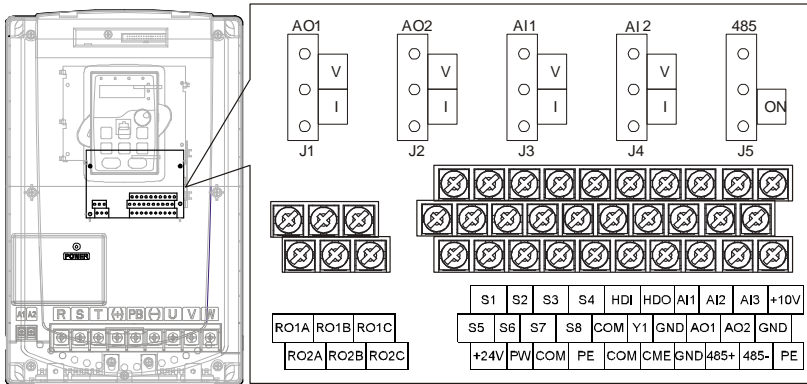 AO1 AO2 AI1 AI2 485
V V V V
I I I I ON
J1 J2 J3 J4 J5
POWER
A1 A2 R S T (+) PB (-) U V W
S1 S2 S3 S4 HDI HDO AI1 AI2 AI3 +10V
RO1A RO1B RO1C S5 S6 S7 S8 COM Y1 GND AO1 AO2 GND
RO2A RO2B RO2C +24V PW COM PE COM CME GND 485+ 485- PE